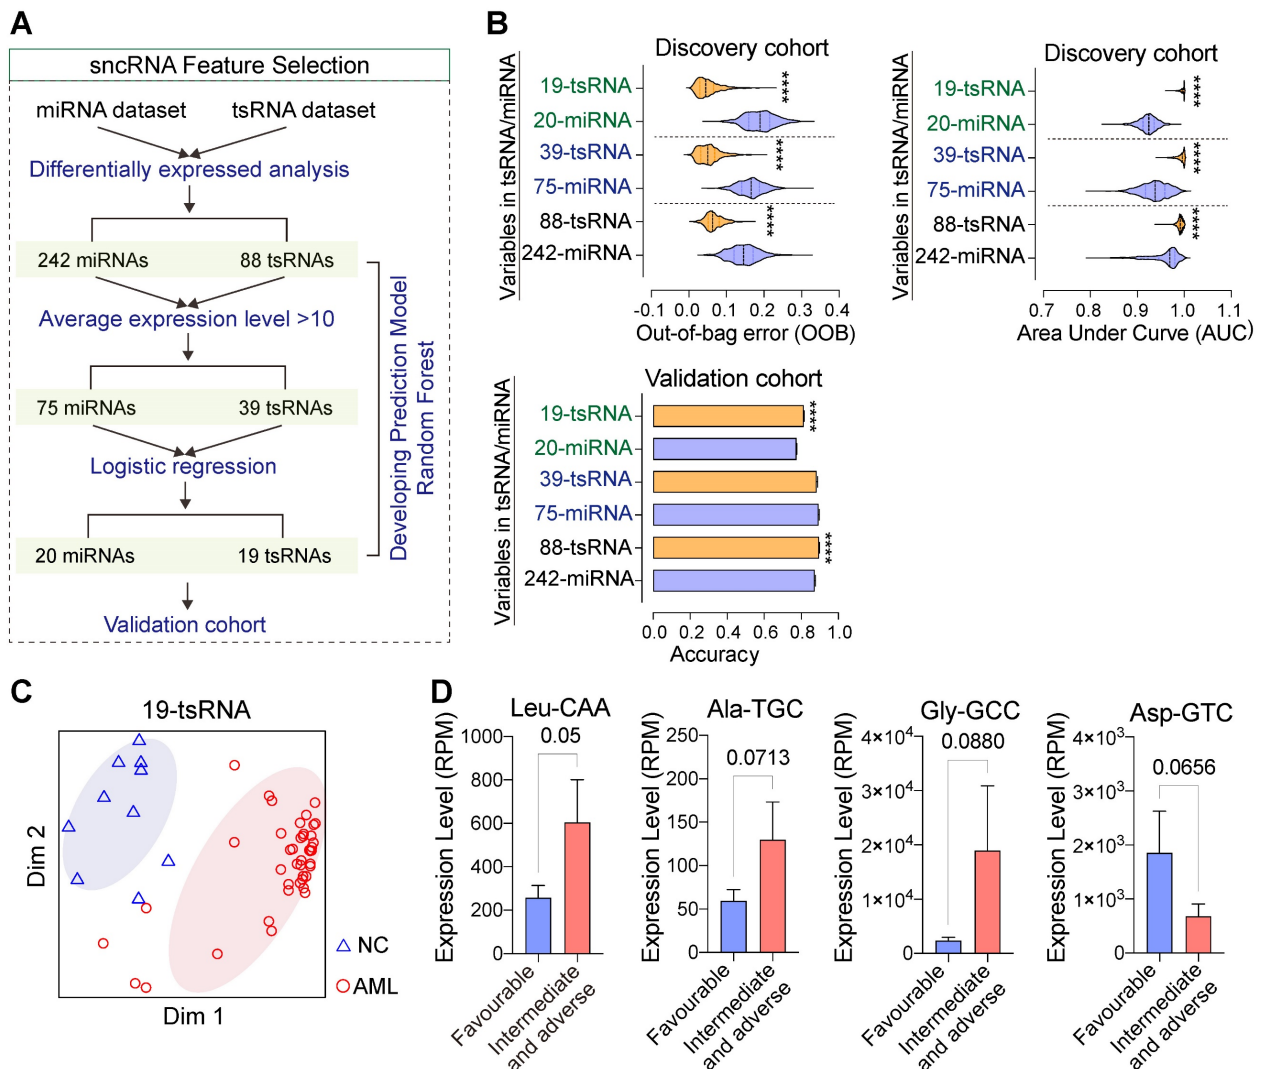 A
sncRNA Feature Selection
miRNA dataset
tsRNA dataset
Differentially expressed analysis
242 miRNAs
88 tsRNAs
Average expression level >10
75 miRNAs
39 tsRNAs
Logistic regression
20 miRNAs
19 tsRNAs
Validation cohort
Developing Prediction Model
Random Forest
B
Discovery cohort
Variables in tsRNA/miRNA
19-tsRNA
****
20-miRNA
39-tsRNA
****
75-miRNA
88-tsRNA
****
242-miRNA
-0.1 0.0 0.1 0.2 0.3 0.4
Out-of-bag error (OOB)
Discovery cohort
Variables in tsRNA/miRNA
19-tsRNA
****
20-miRNA
39-tsRNA
****
75-miRNA
88-tsRNA
****
242-miRNA
0.7 0.8 0.9 1.0 1.1
Area Under Curve (AUC)
Validation cohort
Variables in tsRNA/miRNA
19-tsRNA
****
20-miRNA
39-tsRNA
75-miRNA
88-tsRNA
****
242-miRNA
0.0 0.2 0.4 0.6 0.8 1.0
Accuracy
C
19-tsRNA
Dim 2
Dim 1
NC
AML
D
Leu-CAA
Expression Level (RPM)
0.05
1000
800
600
400
200
0
Favourable
Intermediate
and adverse
Ala-TGC
Expression Level (RPM)
0.0713
250
200
150
100
50
0
Favourable
Intermediate
and adverse
Gly-GCC
Expression Level (RPM)
0.0880
4×10⁴
3×10⁴
2×10⁴
1×10⁴
0
Favourable
Intermediate
and adverse
Asp-GTC
Expression Level (RPM)
0.0656
4×10³
3×10³
2×10³
1×10³
0
Favourable
Intermediate
and adverse